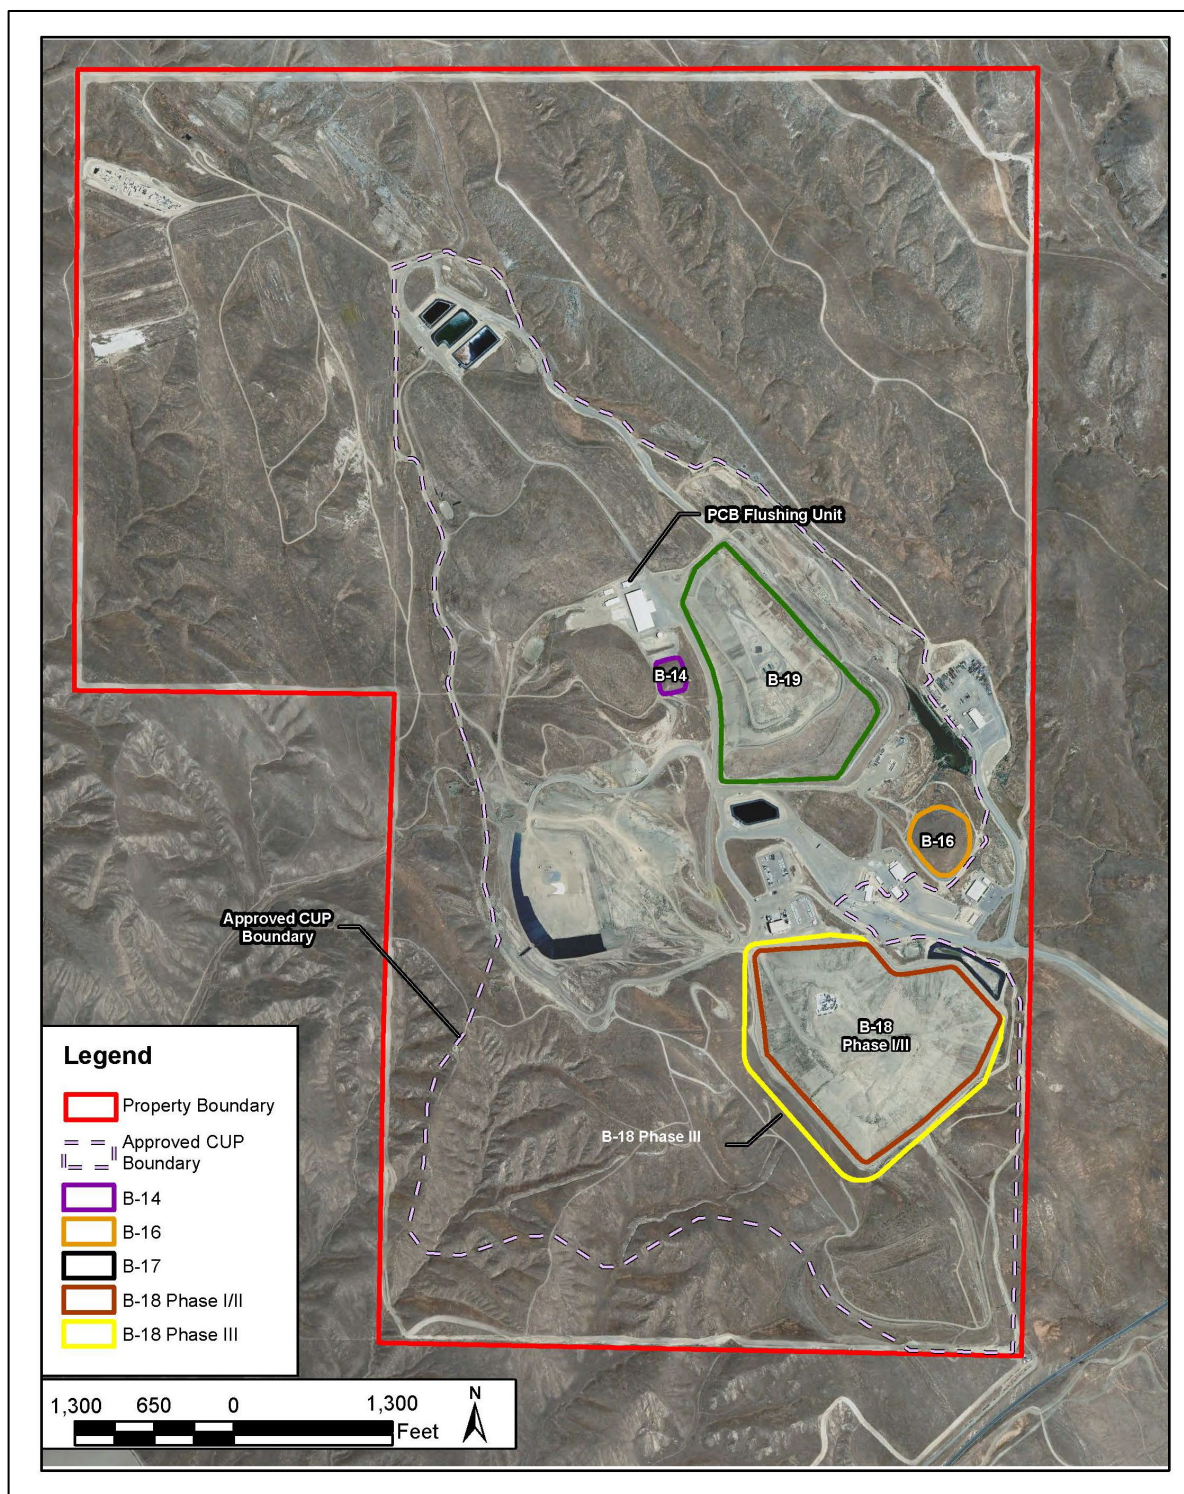 PCB Flushing Unit
B-14
B-19
B-16
Approved CUP
Boundary
B-18
Phase I/II
B-18 Phase III
Legend
Property Boundary
Approved CUP
Boundary
B-14
B-16
B-17
B-18 Phase I/II
B-18 Phase III
1,300 650 0 1,300
Feet
N